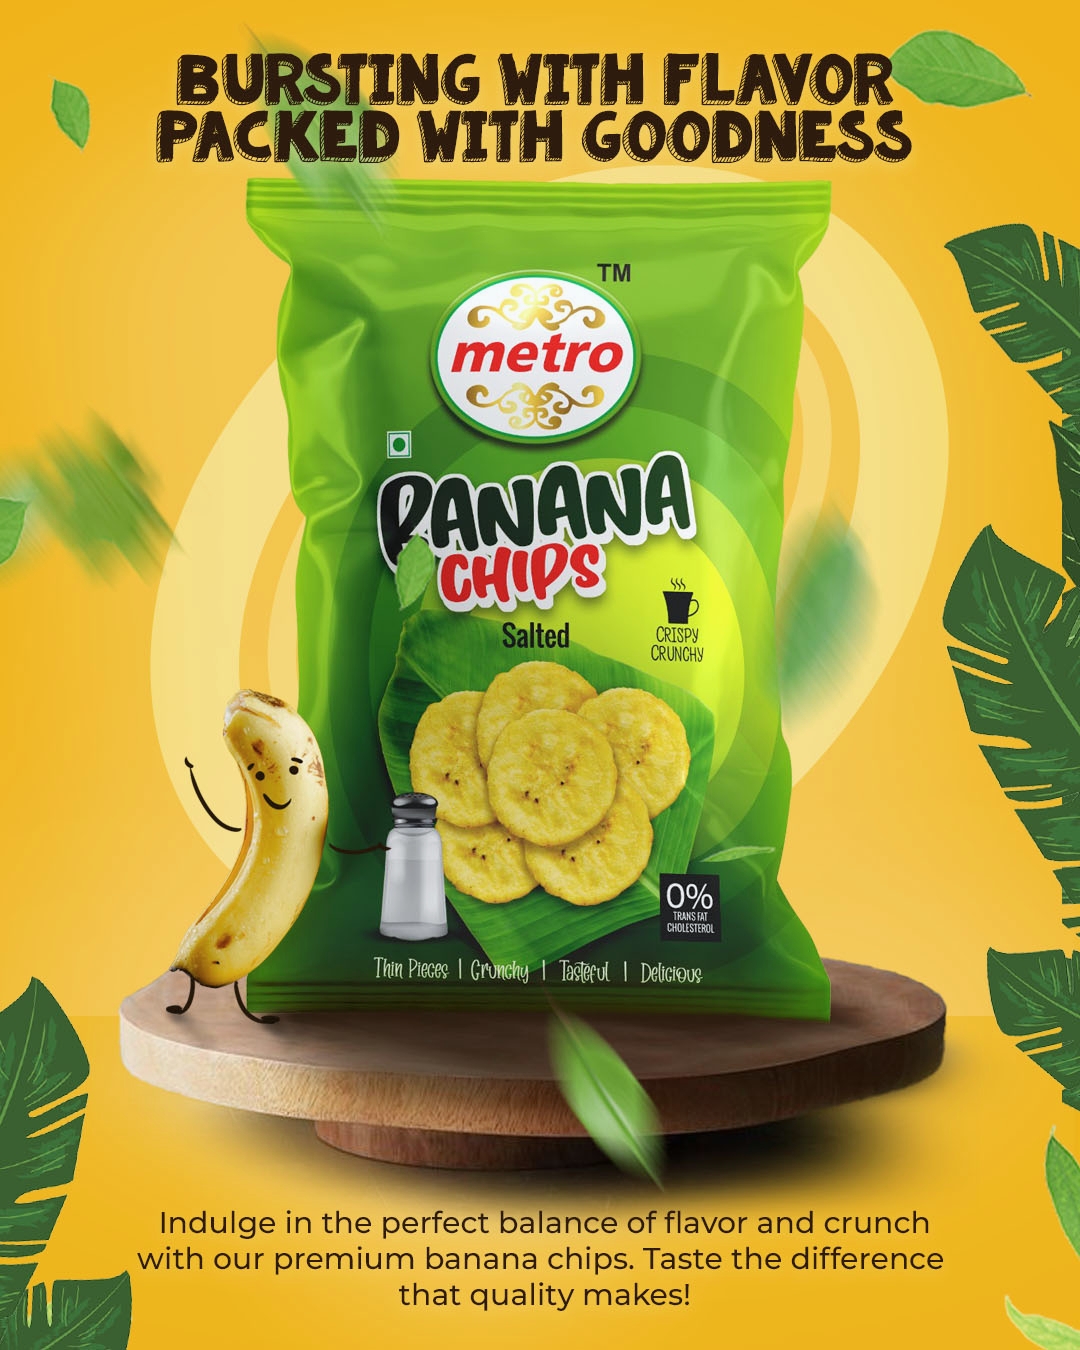 BURSTING WITH FLAVOR
PACKED WITH GOODNESS
TM
metro
BANANA
CHIPS
Salted
CRISPY
CRUNCHY
0%
TRANS FAT
CHOLESTEROL
Thin Pieces | Crunchy | Tasteful | Delicious
Indulge in the perfect balance of flavor and crunch
with our premium banana chips. Taste the difference
that quality makes!